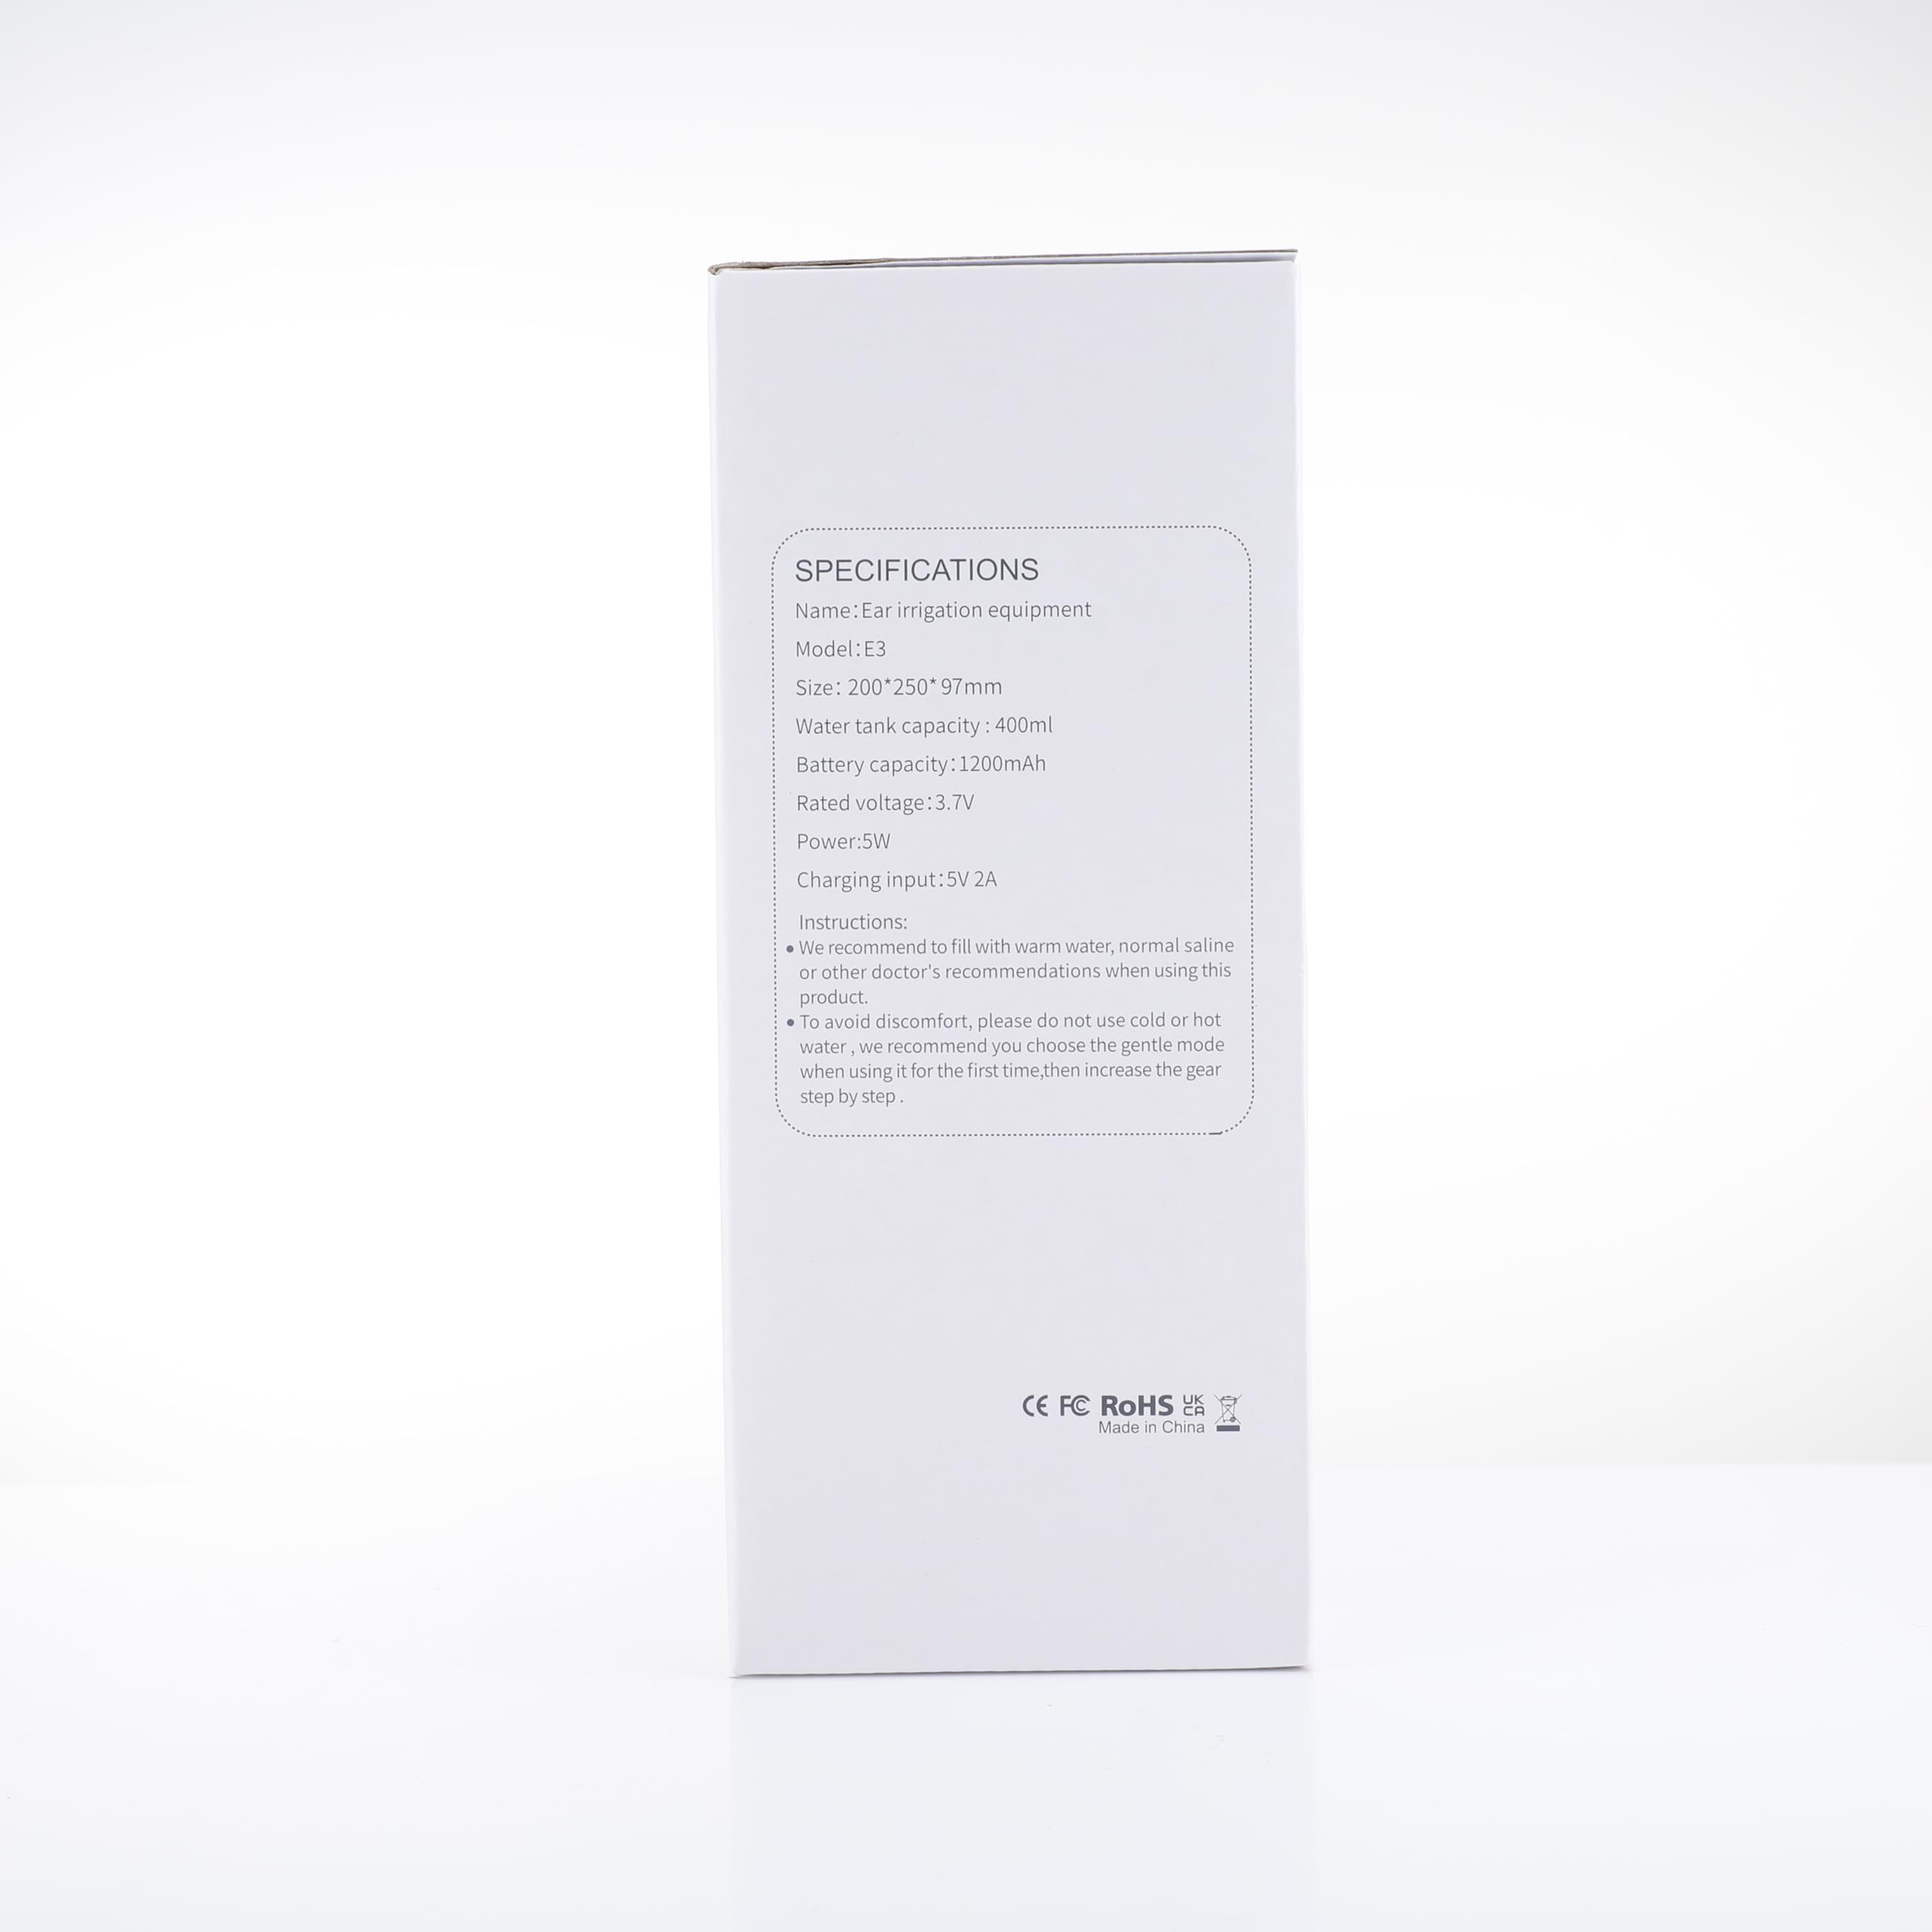 SPECIFICATIONS
Name:Ear irrigation equipment
Model:E3
Size: 200*250*97mm
Water tank capacity : 400ml
Battery capacity:1200mAh
Rated voltage:3.7V
Power:5W
Charging input:5V 2A
Instructions:
• We recommend to fill with warm water, normal saline
or other doctor's recommendations when using this
product.
• To avoid discomfort, please do not use cold or hot
water , we recommend you choose the gentle mode
when using it for the first time,then increase the gear
step by step .
CE FC RoHS UK CA
Made in China